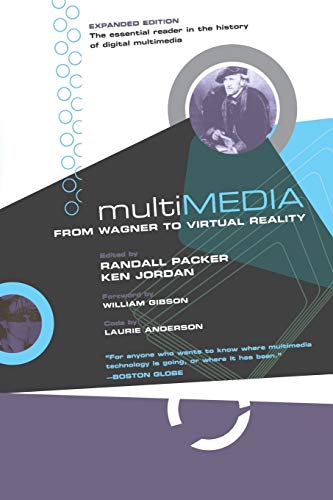 EXPANDED EDITION
The essential reader in the history
of digital multimedia
multiMEDIA
FROM WAGNER TO VIRTUAL REALITY
Edited by
RANDALL PACKER
KEN JORDAN
Foreword by
WILLIAM GIBSON
Coda by
LAURIE ANDERSON
"For anyone who wants to know where multimedia
technology is going, or where it has been."
—BOSTON GLOBE